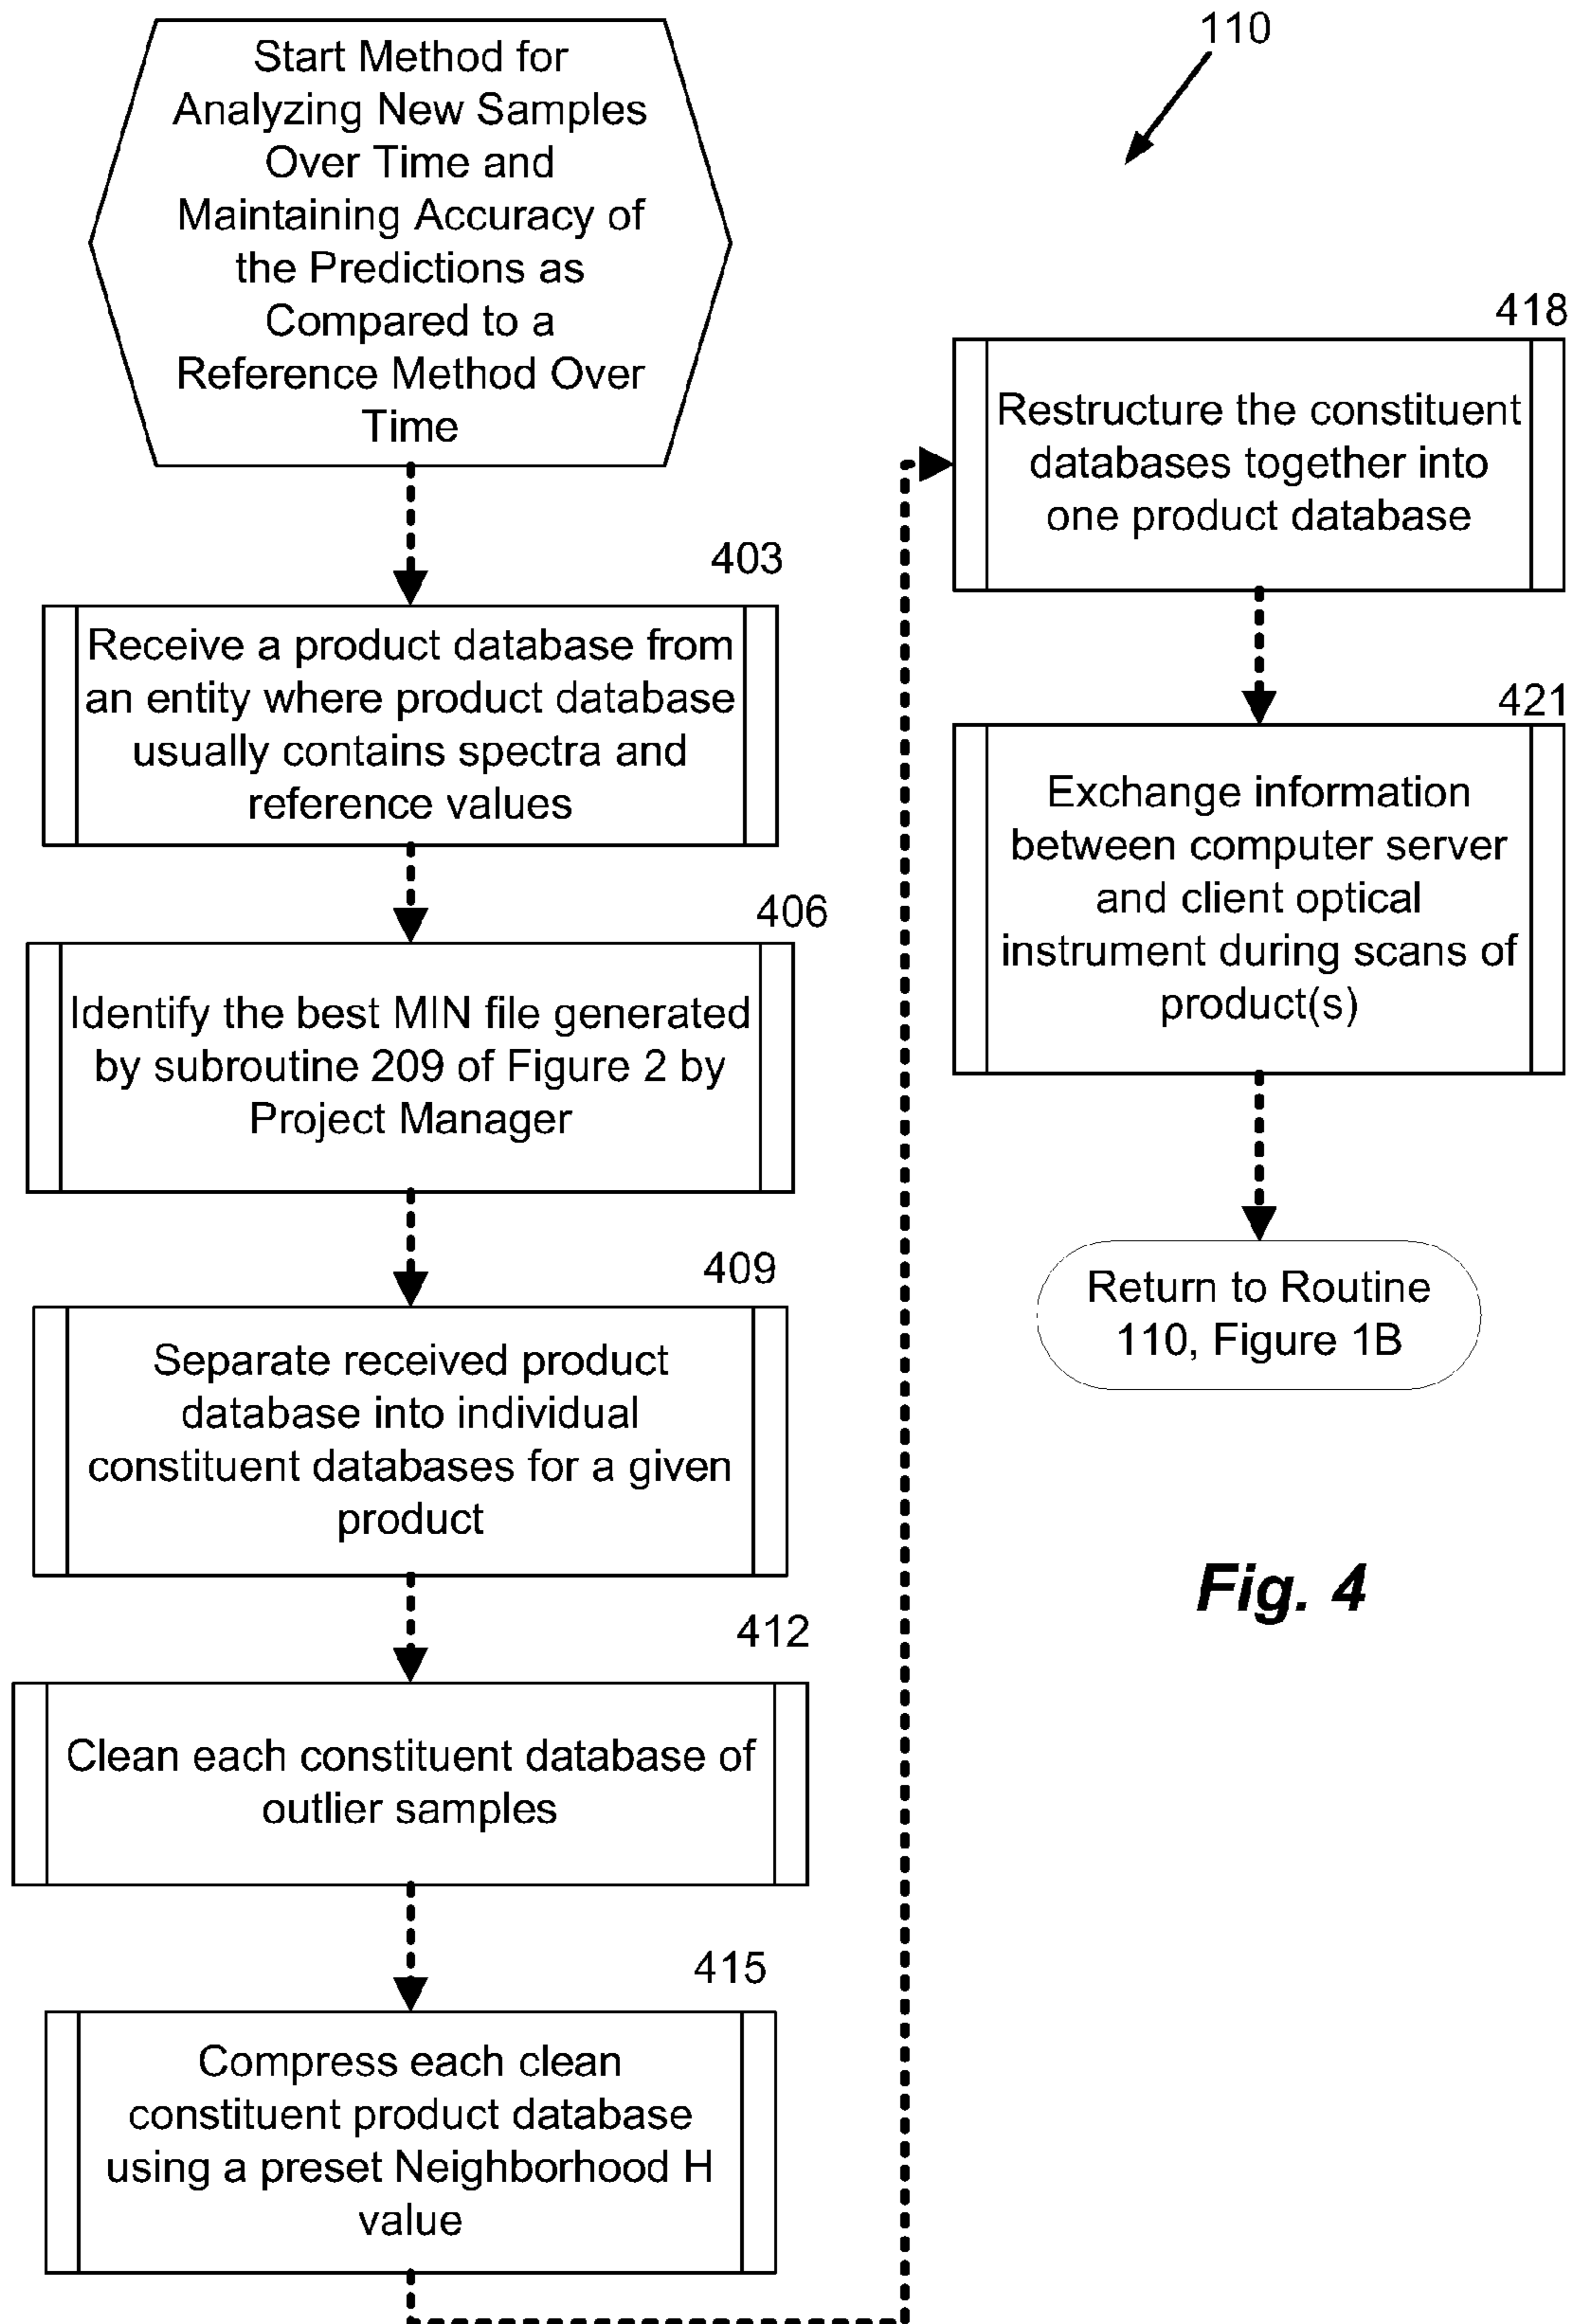 Start Method for
Analyzing New Samples
Over Time and
Maintaining Accuracy of
the Predictions as
Compared to a
Reference Method Over
Time
403
Receive a product database from
an entity where product database
usually contains spectra and
reference values
406
Identify the best MIN file generated
by subroutine 209 of Figure 2 by
Project Manager
409
Separate received product
database into individual
constituent databases for a given
product
412
Clean each constituent database of
outlier samples
415
Compress each clean
constituent product database
using a preset Neighborhood H
value
110
418
Restructure the constituent
databases together into
one product database
421
Exchange information
between computer server
and client optical
instrument during scans of
product(s)
Return to Routine
110, Figure 1B
Fig. 4